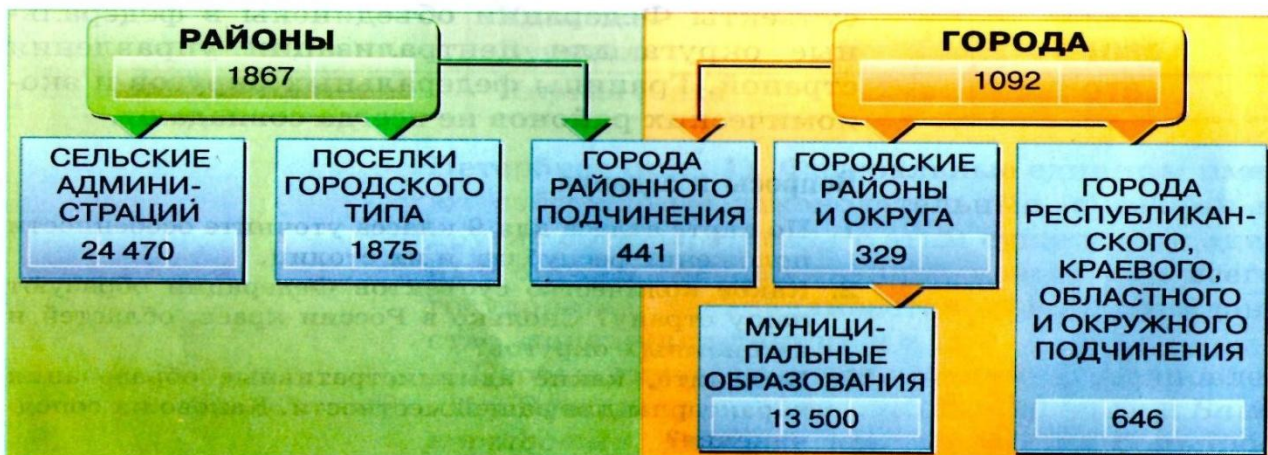 РАЙОНЫ
1867
ГОРОДА
1092
СЕЛЬСКИЕ
АДМИНИ-
СТРАЦИЙ
24 470
ПОСЕЛКИ
ГОРОДСКОГО
ТИПА
1875
ГОРОДА
РАЙОННОГО
ПОДЧИНЕНИЯ
441
ГОРОДСКИЕ
РАЙОНЫ
И ОКРУГА
329
МУНИЦИ-
ПАЛЬНЫЕ
ОБРАЗОВАНИЯ
13 500
ГОРОДА
РЕСПУБЛИКАН-
СКОГО,
КРАЕВОГО,
ОБЛАСТНОГО
И ОКРУЖНОГО
ПОДЧИНЕНИЯ
646